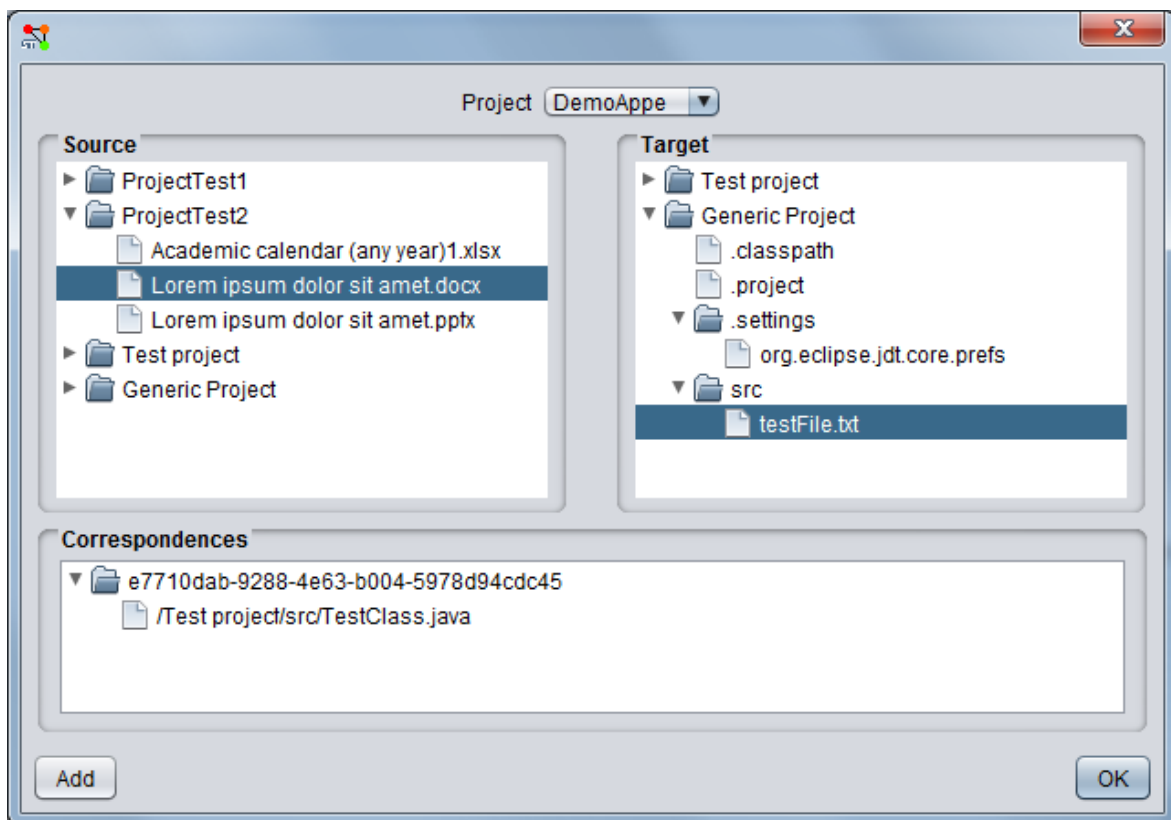 Project DemoAppe
Source
ProjectTest1
ProjectTest2
Academic calendar (any year)1.xlsx
Lorem ipsum dolor sit amet.docx
Lorem ipsum dolor sit amet.pptx
Test project
Generic Project
Target
Test project
Generic Project
.classpath
.project
.settings
org.eclipse.jdt.core.prefs
src
testFile.txt
Correspondences
e7710dab-9288-4e63-b004-5978d94cdc45
/Test project/src/TestClass.java
Add
OK